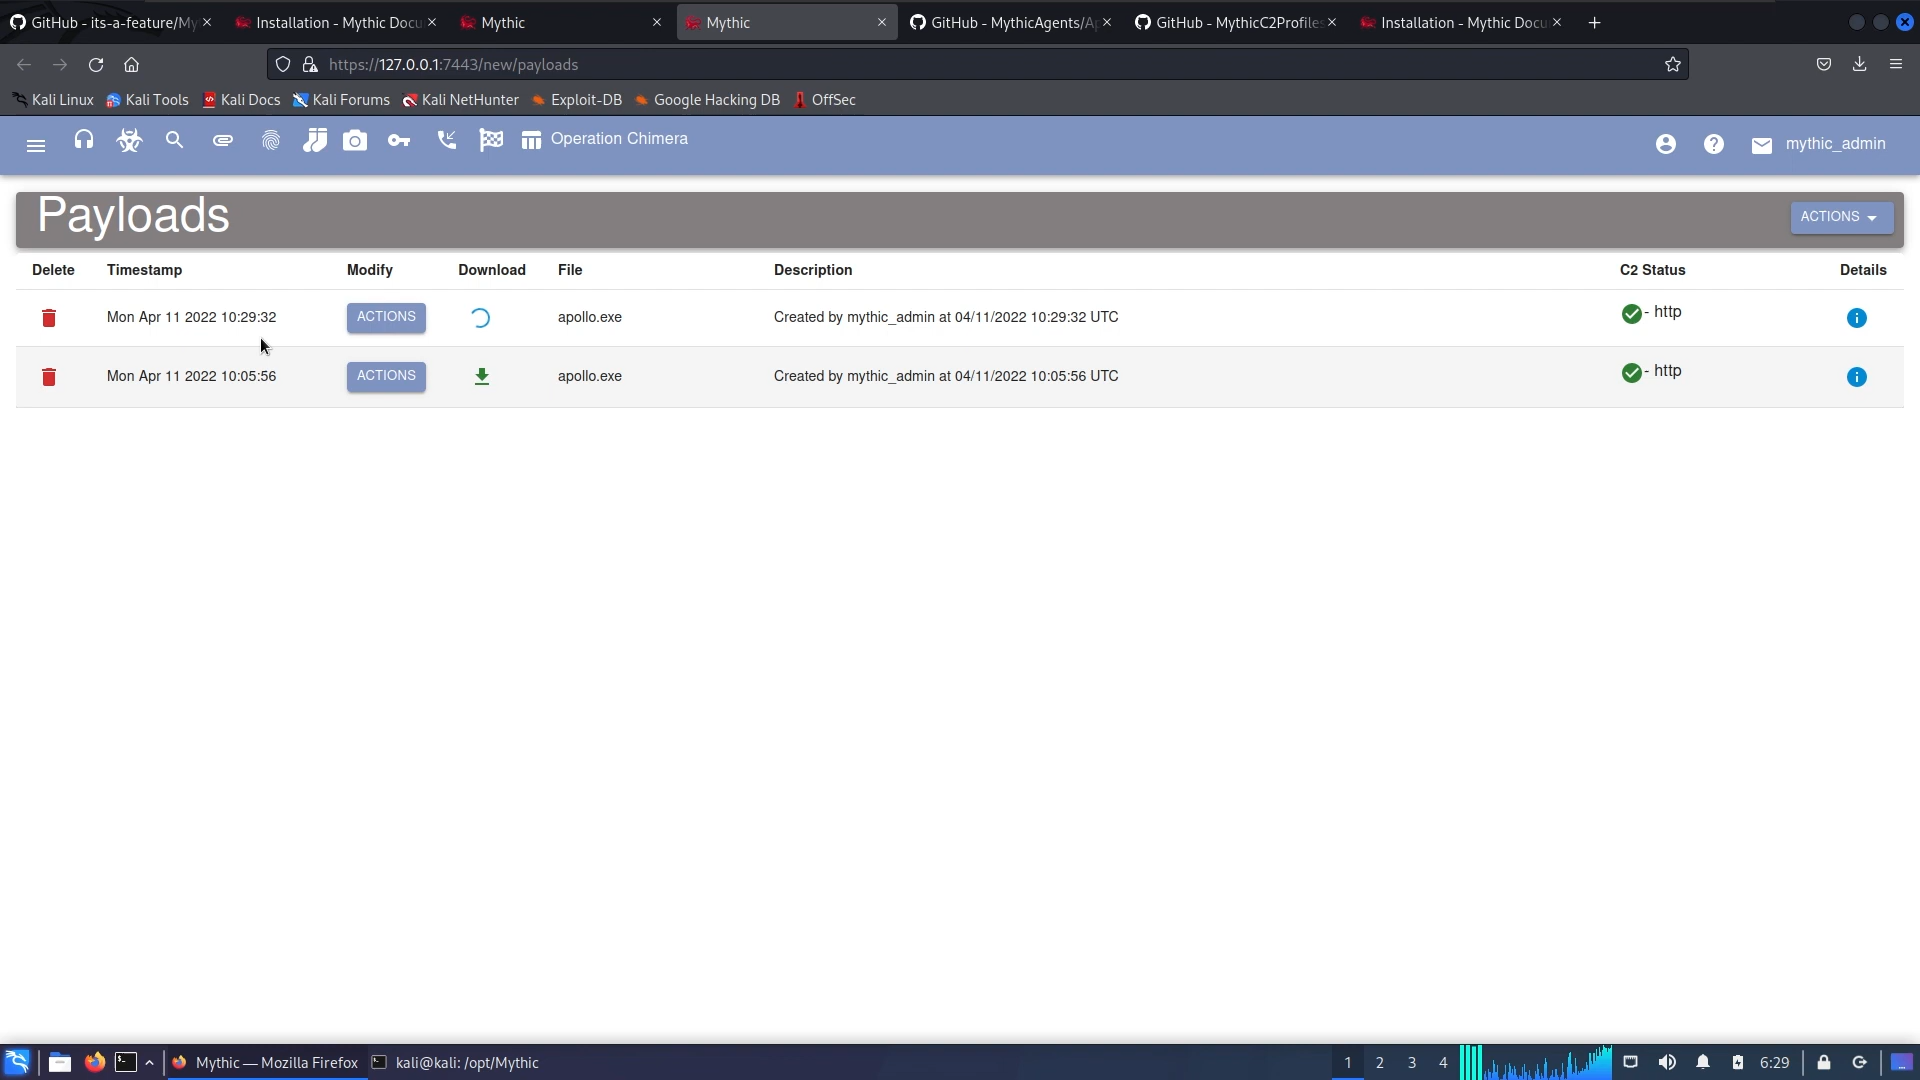 GitHub - its-a-feature/My
Installation - Mythic Docu
Mythic
Mythic
GitHub - MythicAgents/Ap
GitHub - MythicC2Profiles
Installation - Mythic Docu
https://127.0.0.1:7443/new/payloads
Kali Linux
Kali Tools
Kali Docs
Kali Forums
Kali NetHunter
Exploit-DB
Google Hacking DB
OffSec
Operation Chimera
mythic_admin
Payloads
ACTIONS
Delete Timestamp Modify Download File Description C2 Status Details
Mon Apr 11 2022 10:29:32 ACTIONS apollo.exe Created by mythic_admin at 04/11/2022 10:29:32 UTC - http
Mon Apr 11 2022 10:05:56 ACTIONS apollo.exe Created by mythic_admin at 04/11/2022 10:05:56 UTC - http
Mythic — Mozilla Firefox
kali@kali: /opt/Mythic
1 2 3 4
6:29